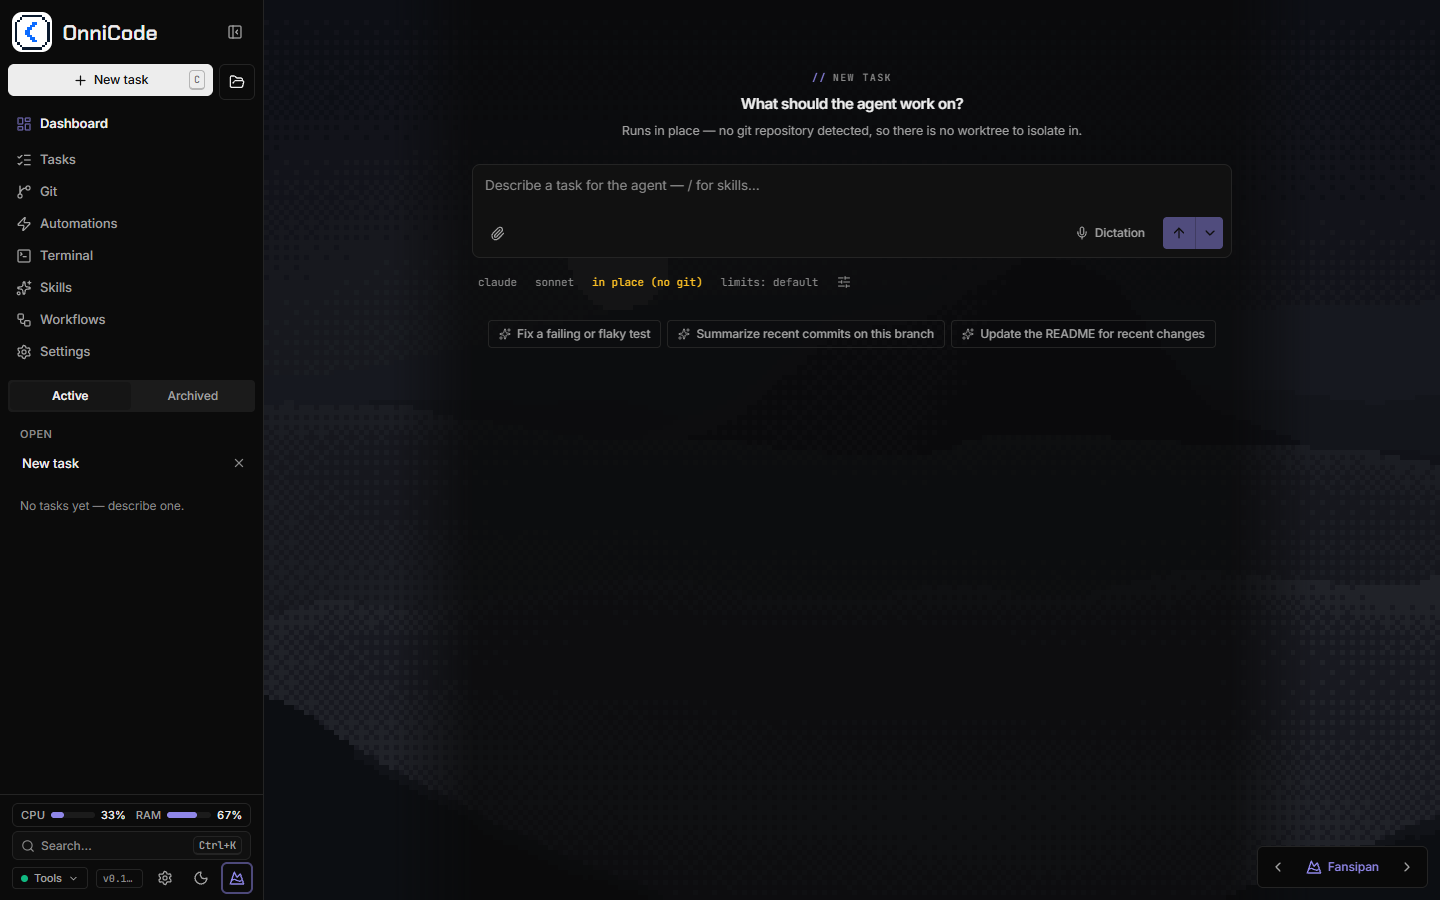 OnniCode
New task C
Dashboard
Tasks
Git
Automations
Terminal
Skills
Workflows
Settings
Active Archived
OPEN
New task
No tasks yet — describe one.
CPU 33% RAM 67%
Search... Ctrl+K
Tools v0.1…
// NEW TASK
What should the agent work on?
Runs in place — no git repository detected, so there is no worktree to isolate in.
Describe a task for the agent — / for skills...
Dictation
claude sonnet in place (no git) limits: default
Fix a failing or flaky test Summarize recent commits on this branch Update the README for recent changes
Fansipan